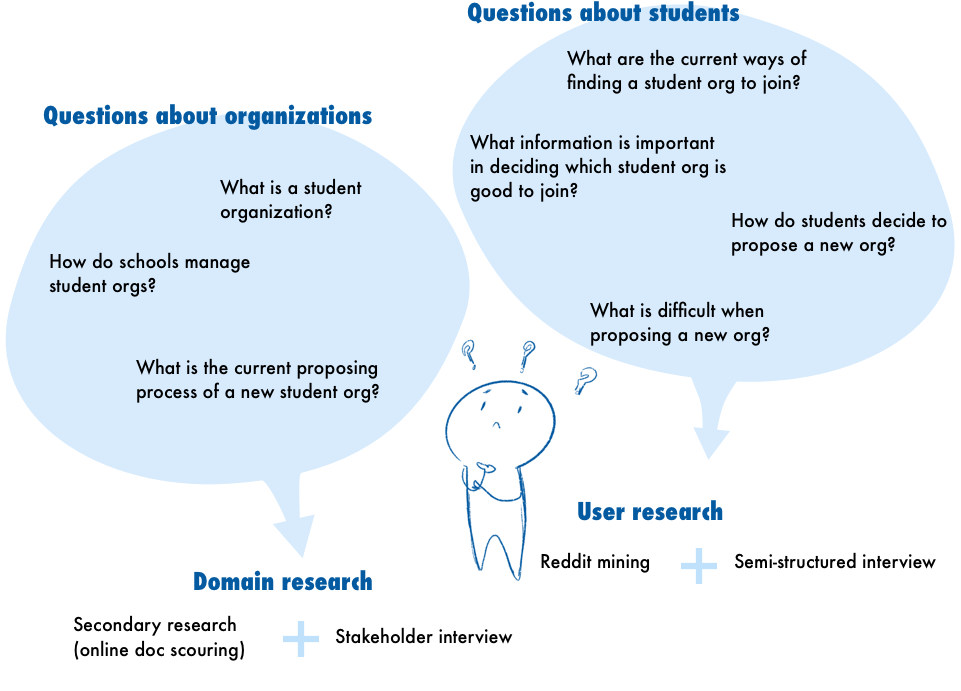 Questions about students
What are the current ways of
finding a student org to join?
What information is important
in deciding which student org is
good to join?
How do students decide to
propose a new org?
What is difficult when
proposing a new org?
User research
Reddit mining
+
Semi-structured interview
Questions about organizations
What is a student
organization?
How do schools manage
student orgs?
What is the current proposing
process of a new student org?
Domain research
Secondary research
(online doc scouring)
+
Stakeholder interview
? ? ?